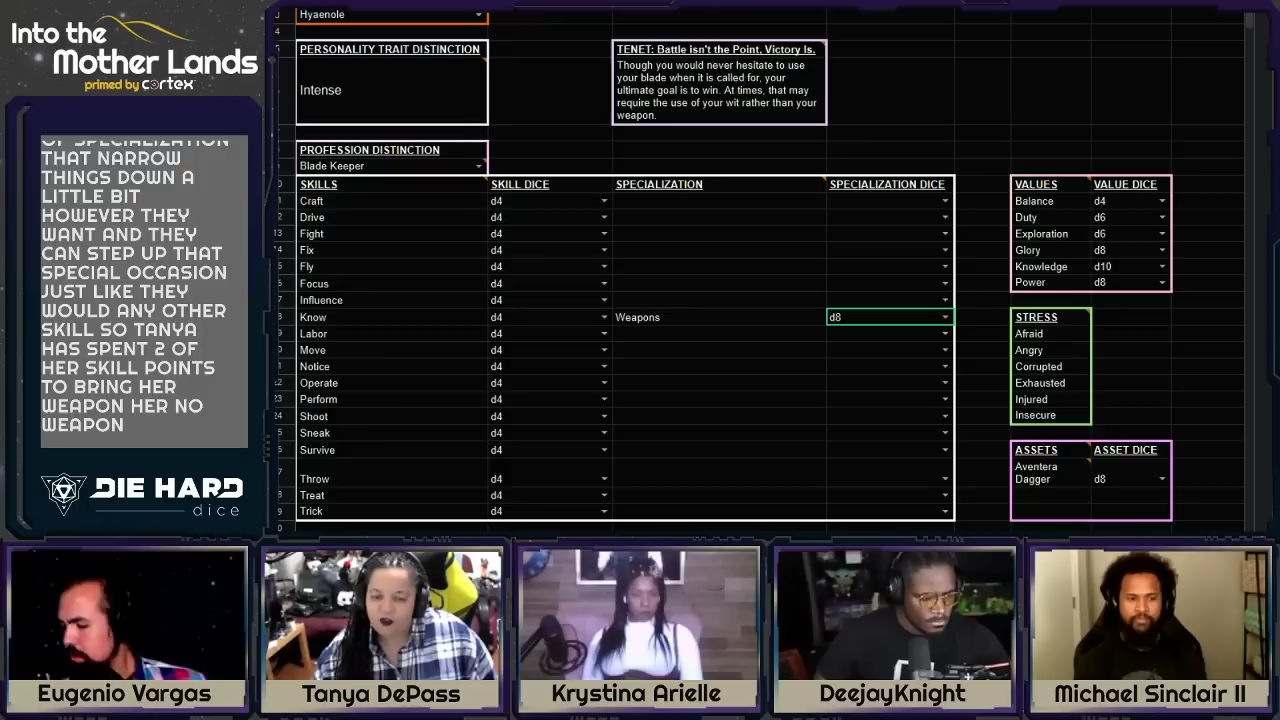 Into the
Mother Lands
primed by cortex
OF SPECIALIZATION
THAT NARROW
THINGS DOWN A
LITTLE BIT
HOWEVER THEY
WANT AND THEY
CAN STEP UP THAT
SPECIAL OCCASION
JUST LIKE THEY
WOULD ANY OTHER
SKILL SO TANYA
HAS SPENT 2 OF
HER SKILL POINTS
TO BRING HER
WEAPON HER NO
WEAPON
DIE HARD
dice
Hyaenole
PERSONALITY TRAIT DISTINCTION
Intense
TENET: Battle isn't the Point, Victory Is.
Though you would never hesitate to use
your blade when it is called for, your
ultimate goal is to win. At times, that may
require the use of your wit rather than your
weapon.
PROFESSION DISTINCTION
Blade Keeper
SKILLS SKILL DICE SPECIALIZATION SPECIALIZATION DICE
Craft d4
Drive d4
Fight d4
Fix d4
Fly d4
Focus d4
Influence d4
Know d4 Weapons d8
Labor d4
Move d4
Notice d4
Operate d4
Perform d4
Shoot d4
Sneak d4
Survive d4
Throw d4
Treat d4
Trick d4
VALUES VALUE DICE
Balance d4
Duty d6
Exploration d6
Glory d8
Knowledge d10
Power d8
STRESS
Afraid
Angry
Corrupted
Exhausted
Injured
Insecure
ASSETS ASSET DICE
Aventera
Dagger d8
Eugenio Vargas
Tanya DePass
Krystina Arielle
DeejayKnight
Michael Sinclair II